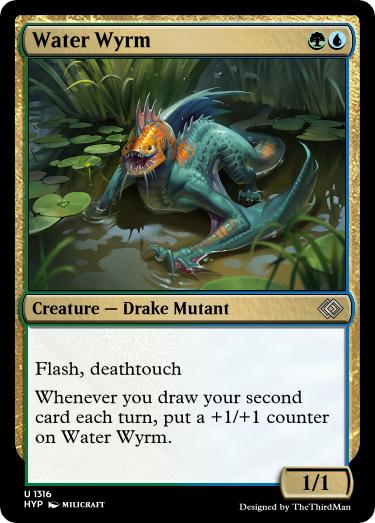 Water Wyrm
Creature — Drake Mutant
Flash, deathtouch
Whenever you draw your second
card each turn, put a +1/+1 counter
on Water Wyrm.
1/1
U 1316
HYP MILICRAFT
Designed by TheThirdMan